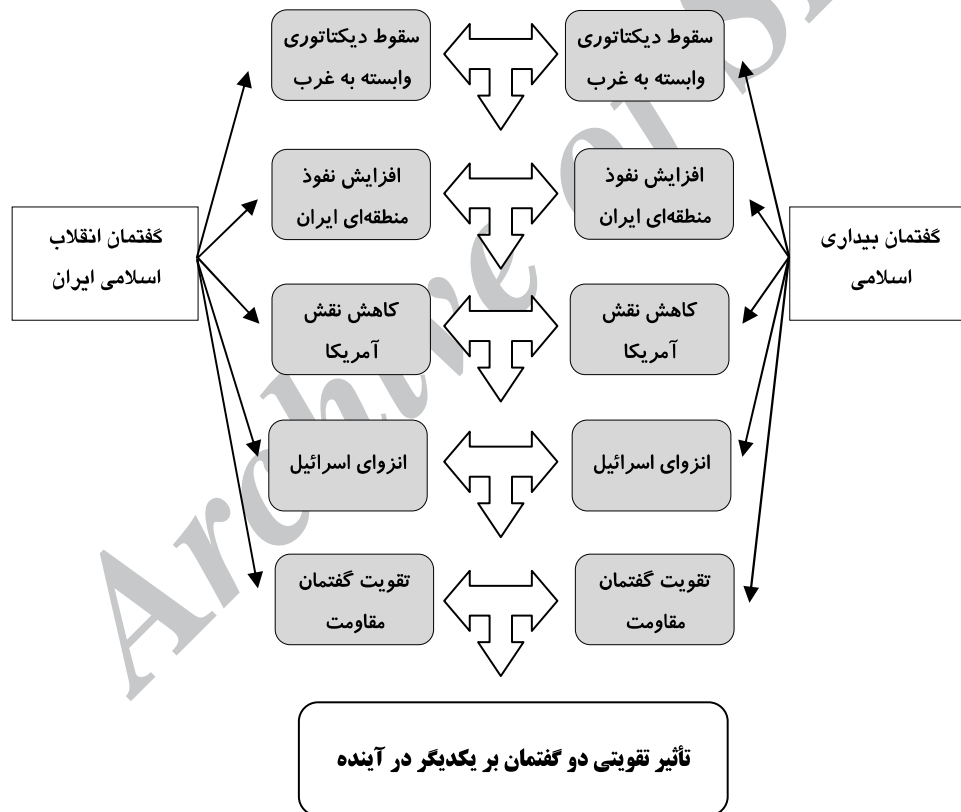 سقوط دیکتاتوری
وابسته به غرب
سقوط دیکتاتوری
وابسته به غرب
افزایش نفوذ
منطقه‌ای ایران
افزایش نفوذ
منطقه‌ای ایران
گفتمان بیداری
اسلامی
گفتمان انقلاب
اسلامی ایران
کاهش نقش
آمریکا
کاهش نقش
آمریکا
انزوای اسرائیل
انزوای اسرائیل
تقویت گفتمان
مقاومت
تقویت گفتمان
مقاومت
تأثیر تقویتی دو گفتمان بر یکدیگر در آینده
Archive of